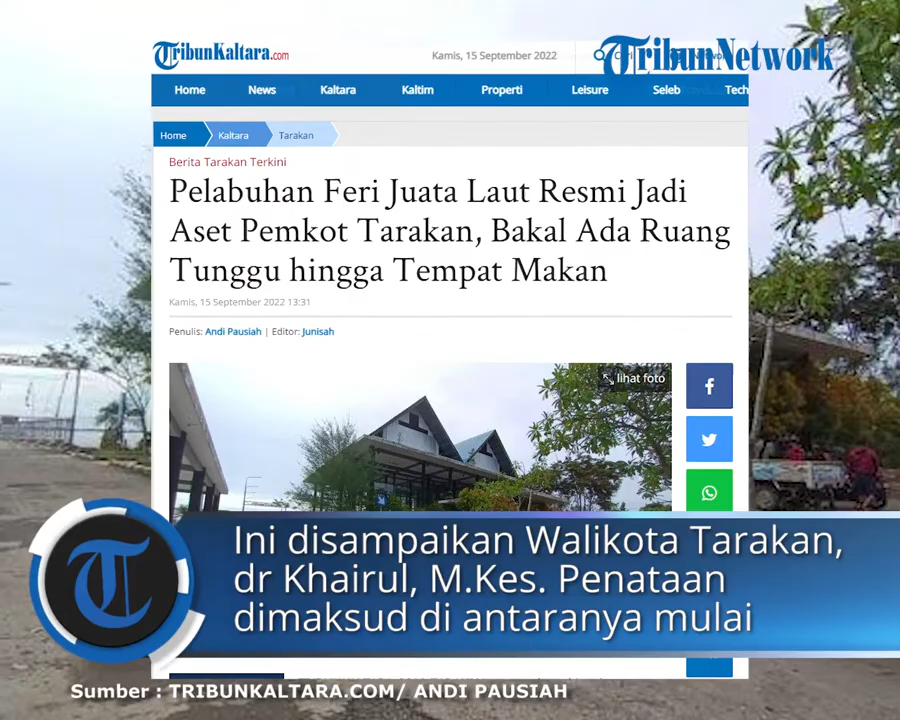 TribunKaltara.com
Kamis, 15 September 2022
TribunNetwork
Home News Kaltara Kaltim Properti Leisure Seleb Tech
Home Kaltara Tarakan
Berita Tarakan Terkini
Pelabuhan Feri Juata Laut Resmi Jadi
Aset Pemkot Tarakan, Bakal Ada Ruang
Tunggu hingga Tempat Makan
Kamis, 15 September 2022 13:31
Penulis: Andi Pausiah | Editor: Junisah
lihat foto
Ini disampaikan Walikota Tarakan,
dr Khairul, M.Kes. Penataan
dimaksud di antaranya mulai
Sumber : TRIBUNKALTARA.COM/ ANDI PAUSIAH